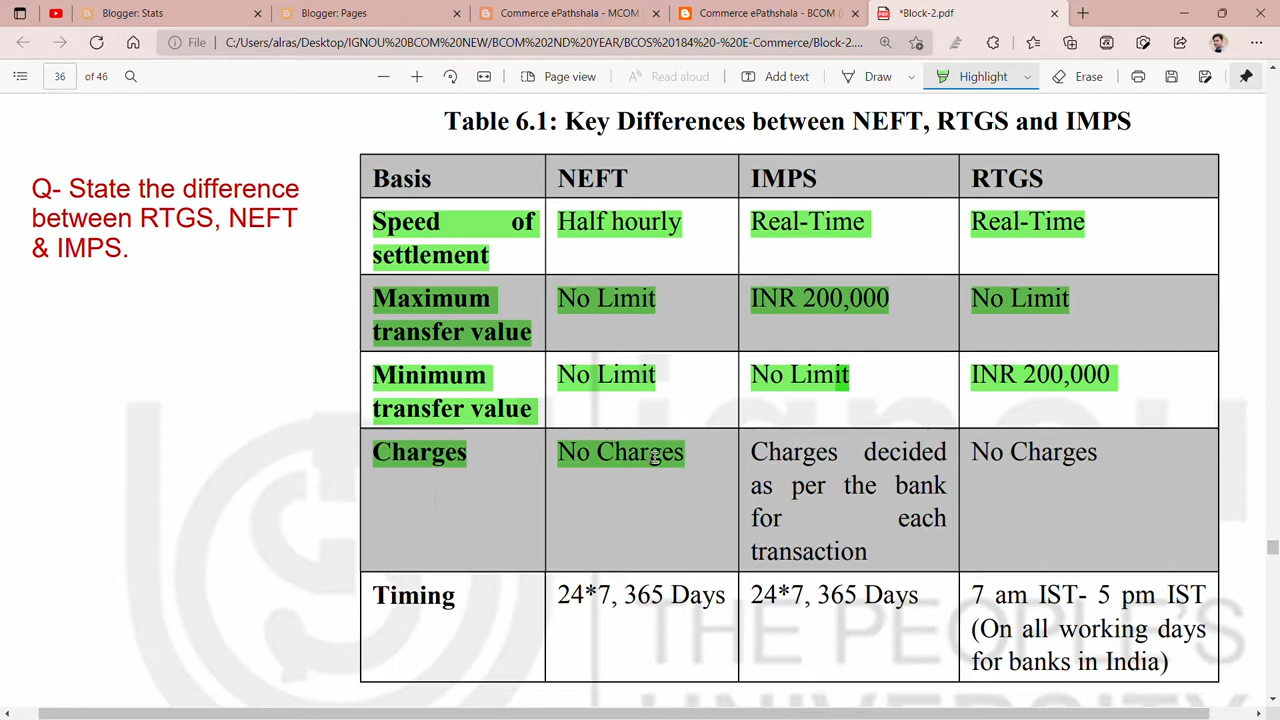 Blogger: Stats
Blogger: Pages
Commerce ePathshala - MCOM
Commerce ePathshala - BCOM
*Block-2.pdf
File
C:/Users/alras/Desktop/IGNOU%20BCOM%20NEW/BCOM%202ND%20YEAR/BCOS%20184%20-%20E-Commerce/Block-2....
36 of 46
Page view
Read aloud
Add text
Draw
Highlight
Erase
Table 6.1: Key Differences between NEFT, RTGS and IMPS
Q- State the difference
between RTGS, NEFT
& IMPS.
Basis NEFT IMPS RTGS
Speed of Half hourly Real-Time Real-Time
settlement
Maximum No Limit INR 200,000 No Limit
transfer value
Minimum No Limit No Limit INR 200,000
transfer value
Charges No Charges Charges decided No Charges
as per the bank
for each
transaction
Timing 24*7, 365 Days 24*7, 365 Days 7 am IST- 5 pm IST
(On all working days
for banks in India)
ignou
THE PEOPLE'S
UNIVERSITY